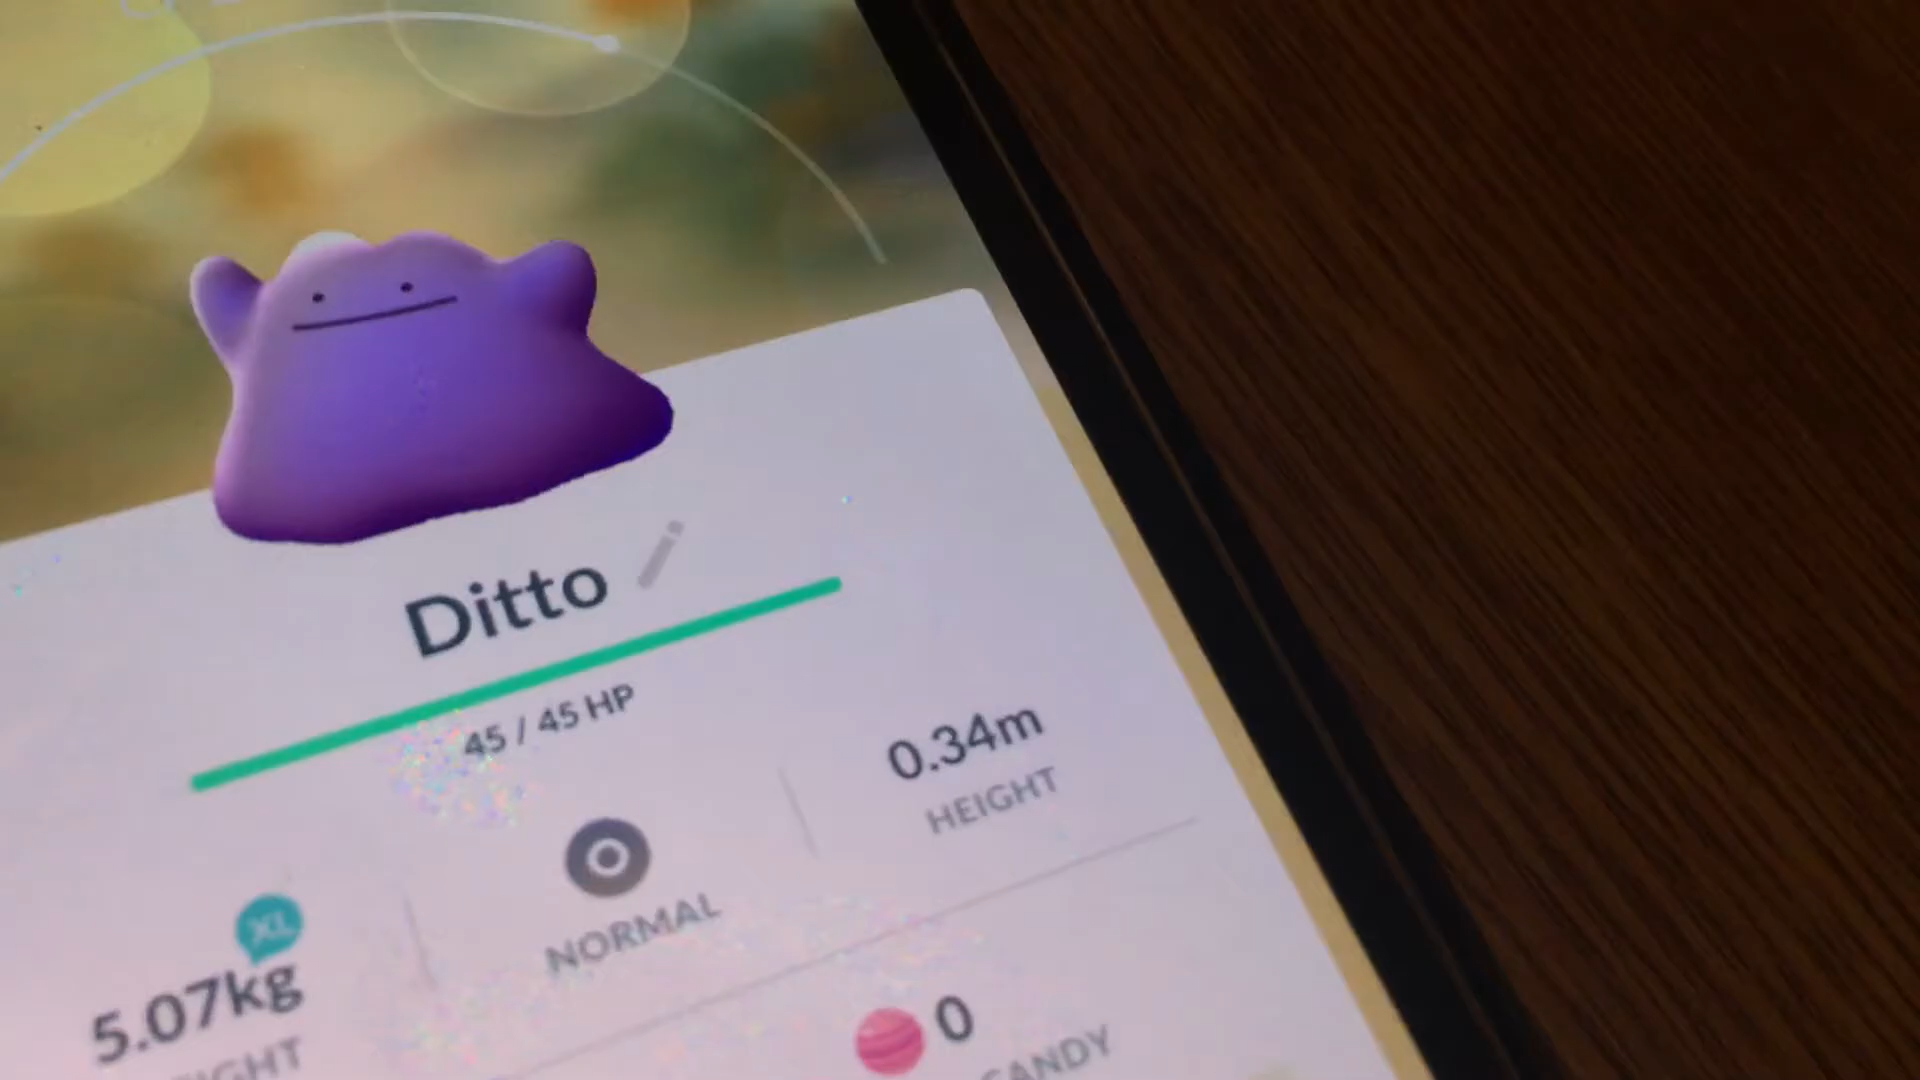 Ditto
45 / 45 HP
XL
5.07kg
NORMAL
0.34m
HEIGHT
0